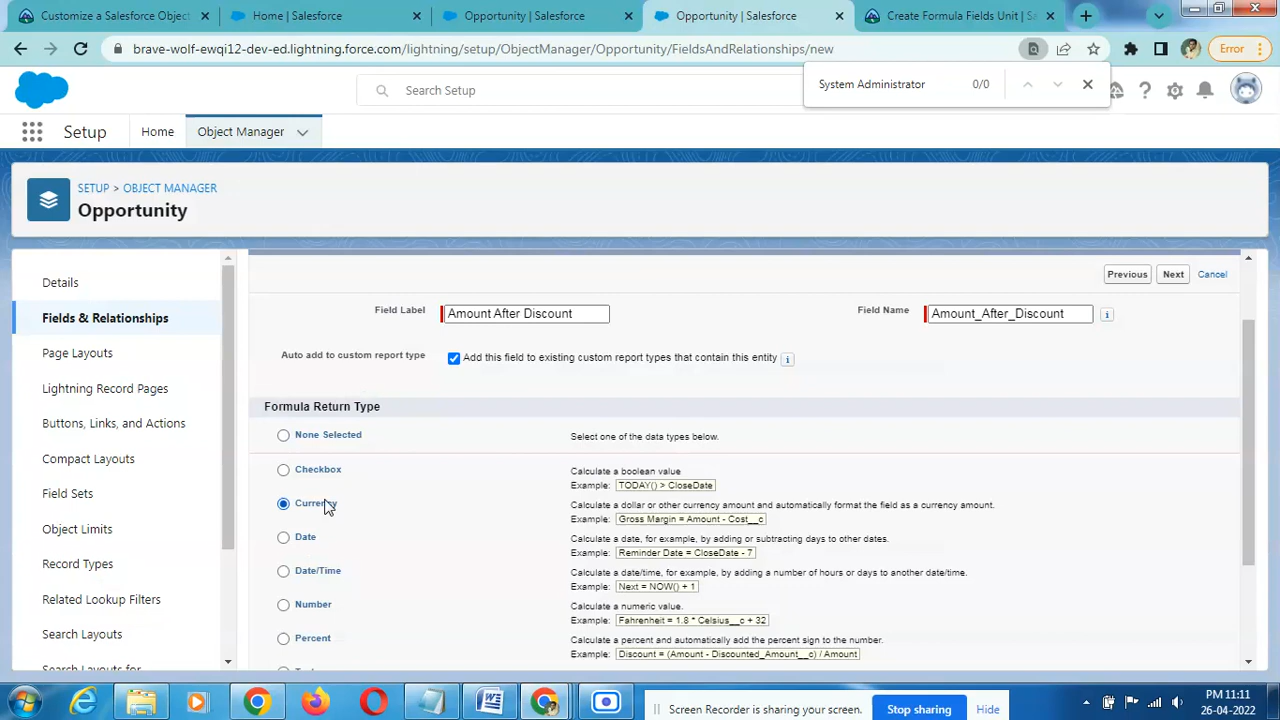 Customize a Salesforce Object
Home | Salesforce
Opportunity | Salesforce
Opportunity | Salesforce
Create Formula Fields Unit | Sa
brave-wolf-ewqi12-dev-ed.lightning.force.com/lightning/setup/ObjectManager/Opportunity/FieldsAndRelationships/new
Error
System Administrator 0/0
Search Setup
Setup Home Object Manager
SETUP > OBJECT MANAGER
Opportunity
Details
Fields & Relationships
Page Layouts
Lightning Record Pages
Buttons, Links, and Actions
Compact Layouts
Field Sets
Object Limits
Record Types
Related Lookup Filters
Search Layouts
Search Layouts for
Previous Next Cancel
Field Label Amount After Discount Field Name Amount_After_Discount
Auto add to custom report type Add this field to existing custom report types that contain this entity
Formula Return Type
None Selected Select one of the data types below.
Checkbox Calculate a boolean value
Example: TODAY() > CloseDate
Currency Calculate a dollar or other currency amount and automatically format the field as a currency amount.
Example: Gross Margin = Amount - Cost__c
Date Calculate a date, for example, by adding or subtracting days to other dates.
Example: Reminder Date = CloseDate - 7
Date/Time Calculate a date/time, for example, by adding a number of hours or days to another date/time.
Example: Next = NOW() + 1
Number Calculate a numeric value.
Example: Fahrenheit = 1.8 * Celsius__c + 32
Percent Calculate a percent and automatically add the percent sign to the number.
Example: Discount = (Amount - Discounted_Amount__c) / Amount
Screen Recorder is sharing your screen. Stop sharing Hide
PM 11:11
26-04-2022